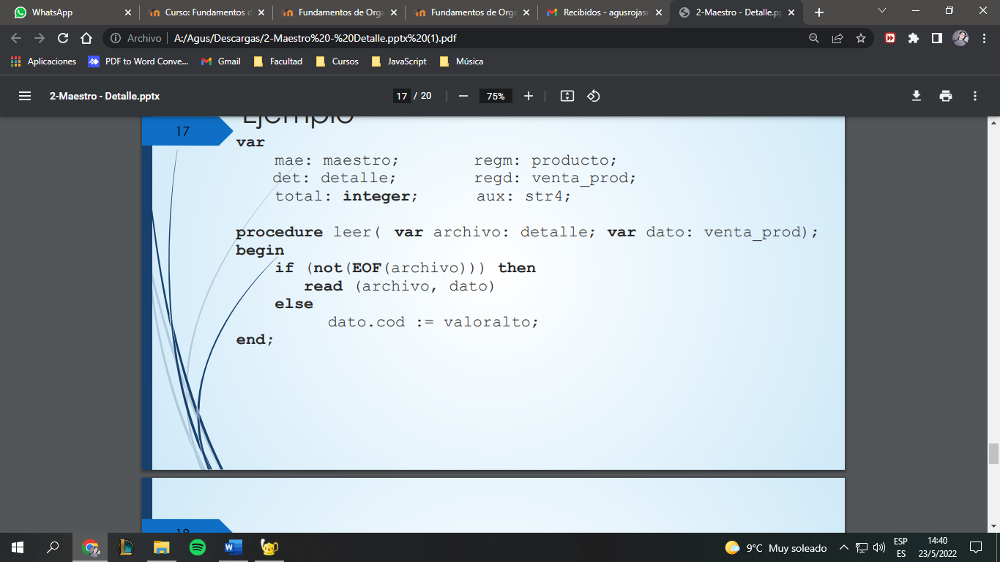 WhatsApp
Curso: Fundamentos d
Fundamentos de Orga
Fundamentos de Orga
Recibidos - agusrojasr
2-Maestro - Detalle.pp
Archivo
A:/Agus/Descargas/2-Maestro%20-%20Detalle.pptx%20(1).pdf
Aplicaciones
PDF to Word Conve...
Gmail
Facultad
Cursos
JavaScript
Música
2-Maestro - Detalle.pptx
17 / 20
75%
Ejemplo
17
var
mae: maestro; regm: producto;
det: detalle; regd: venta_prod;
total: integer; aux: str4;
procedure leer( var archivo: detalle; var dato: venta_prod);
begin
if (not(EOF(archivo))) then
read (archivo, dato)
else
dato.cod := valoralto;
end;
18
9°C Muy soleado
ESP
ES
14:40
23/5/2022